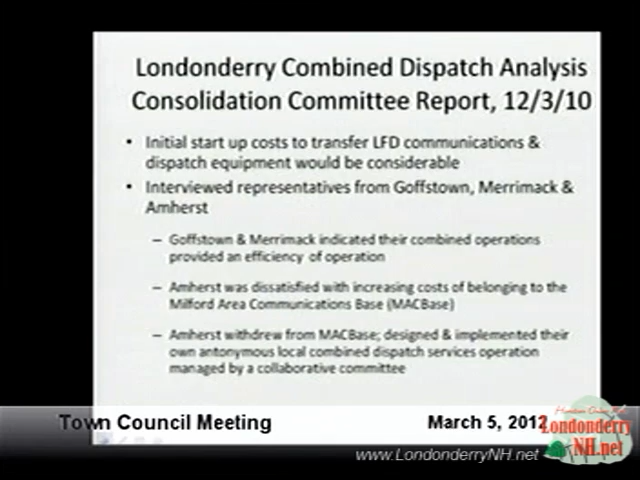 Londonderry Combined Dispatch Analysis
Consolidation Committee Report, 12/3/10
• Initial start up costs to transfer LFD communications &
dispatch equipment would be considerable
• Interviewed representatives from Goffstown, Merrimack &
Amherst
– Goffstown & Merrimack indicated their combined operations
provided an efficiency of operation
– Amherst was dissatisfied with increasing costs of belonging to the
Milford Area Communications Base (MACBase)
– Amherst withdrew from MACBase; designed & implemented their
own antonymous local combined dispatch services operation
managed by a collaborative committee
Town Council Meeting
March 5, 2012
Londonderry
NH.net
www.LondonderryNH.net